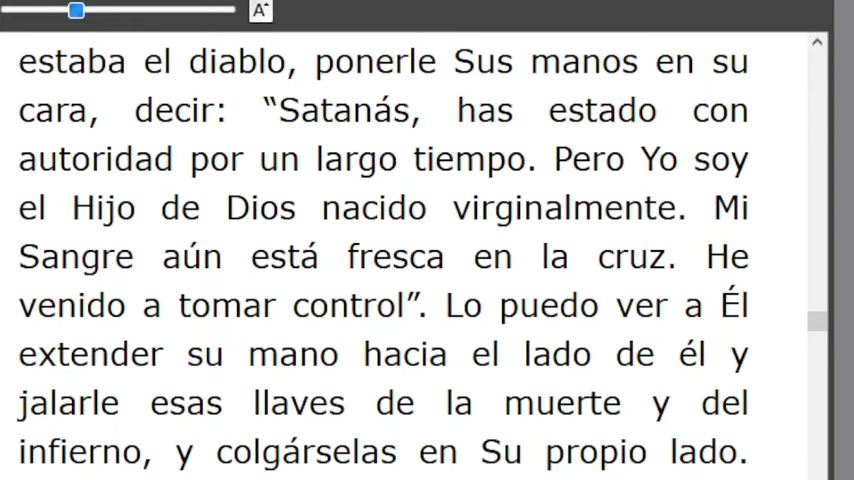 A
estaba el diablo, ponerle Sus manos en su
cara, decir: “Satanás, has estado con
autoridad por un largo tiempo. Pero Yo soy
el Hijo de Dios nacido virginalmente. Mi
Sangre aún está fresca en la cruz. He
venido a tomar control”. Lo puedo ver a Él
extender su mano hacia el lado de él y
jalarle esas llaves de la muerte y del
infierno, y colgárselas en Su propio lado.